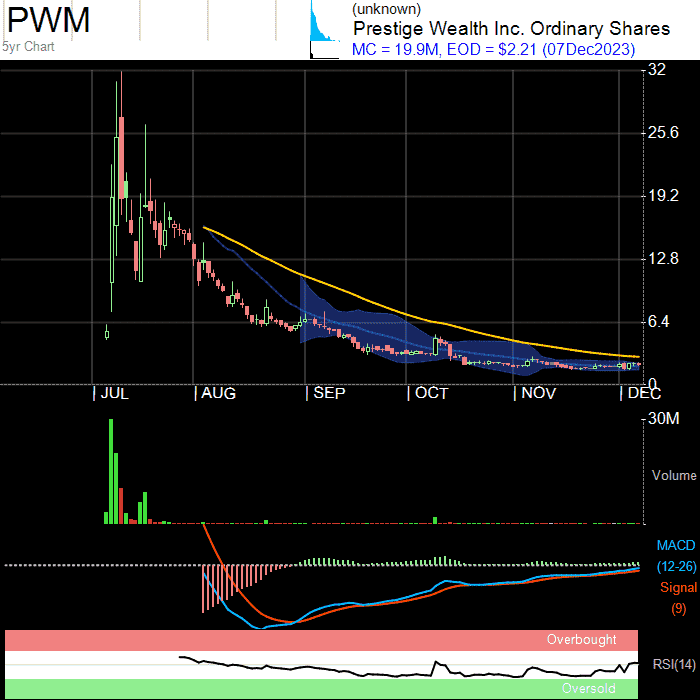 PWM
(unknown)
Prestige Wealth Inc. Ordinary Shares
5yr Chart
MC = 19.9M, EOD = $2.21 (07Dec2023)
32
25.6
19.2
12.8
6.4
0
JUL AUG SEP OCT NOV DEC
30M
Volume
MACD
(12-26)
Signal
(9)
Overbought
RSI(14)
Oversold